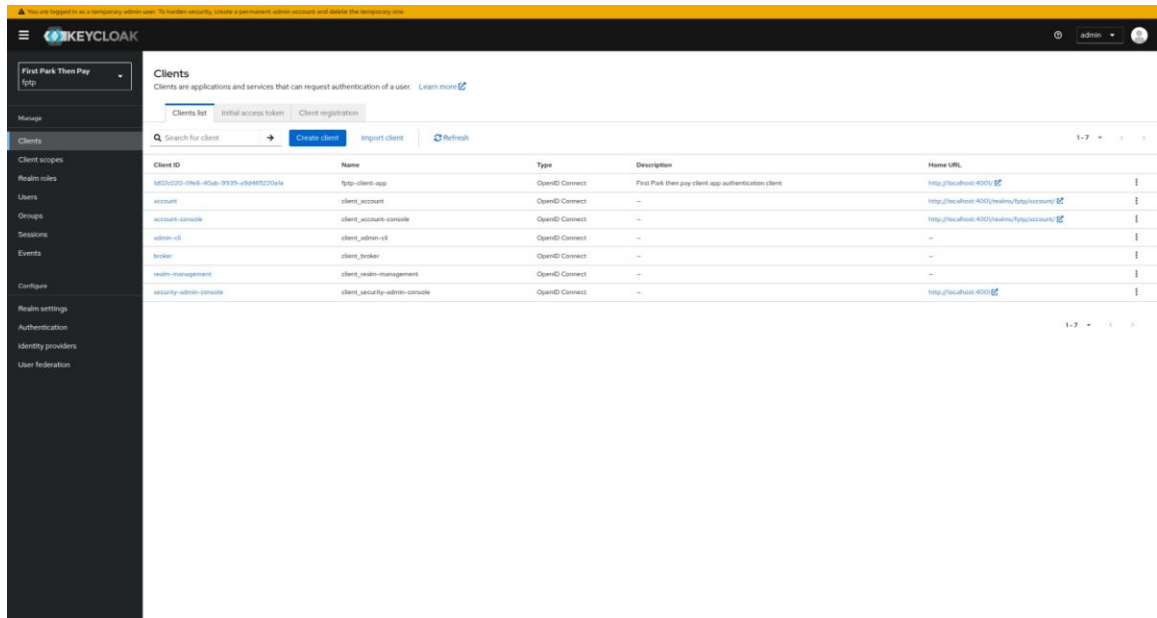 You are logged in as a temporary admin user. To harden security, create a permanent admin account and delete the temporary one.
KEYCLOAK
admin
First Park Then Pay
fptp
Manage
Clients
Client scopes
Realm roles
Users
Groups
Sessions
Events
Configure
Realm settings
Authentication
Identity providers
User federation
Clients
Clients are applications and services that can request authentication of a user. Learn more
Clients list Initial access token Client registration
Search for client Create client Import client Refresh 1-7
Client ID Name Type Description Home URL
fptp-client-app OpenID Connect First Park then pay client app authentication client http://localhost:4001/
account client_account OpenID Connect – http://localhost:4001/realms/fptp/account/
account-console client_account-console OpenID Connect – http://localhost:4001/realms/fptp/account/
admin-cli client_admin-cli OpenID Connect – –
broker client_broker OpenID Connect – –
realm-management client_realm-management OpenID Connect – –
security-admin-console client_security-admin-console OpenID Connect – http://localhost:4001
1-7